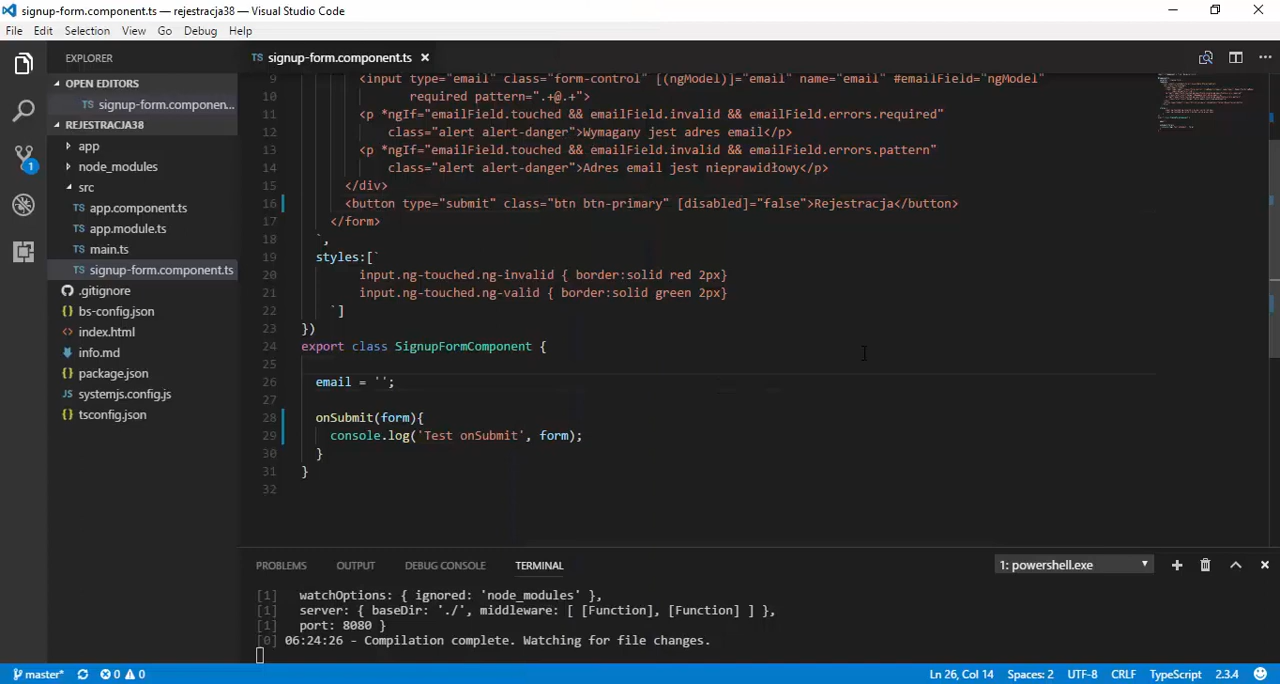 signup-form.component.ts — rejestracja38 — Visual Studio Code
File Edit Selection View Go Debug Help
EXPLORER
OPEN EDITORS
TS signup-form.componen...
REJESTRACJA38
app
node_modules
src
TS app.component.ts
TS app.module.ts
TS main.ts
TS signup-form.component.ts
.gitignore
{} bs-config.json
<> index.html
info.md
{} package.json
JS systemjs.config.js
{} tsconfig.json
1
TS signup-form.component.ts
9 <input type="email" class="form-control" [(ngModel)]="email" name="email" #emailField="ngModel"
10 required pattern=".+@.+">
11 <p *ngIf="emailField.touched && emailField.invalid && emailField.errors.required"
12 class="alert alert-danger">Wymagany jest adres email</p>
13 <p *ngIf="emailField.touched && emailField.invalid && emailField.errors.pattern"
14 class="alert alert-danger">Adres email jest nieprawidłowy</p>
15 </div>
16 <button type="submit" class="btn btn-primary" [disabled]="false">Rejestracja</button>
17 </form>
18 `,
19 styles:[`
20 input.ng-touched.ng-invalid { border:solid red 2px}
21 input.ng-touched.ng-valid { border:solid green 2px}
22 `]
23 })
24 export class SignupFormComponent {
25
26 email = '';
27
28 onSubmit(form){
29 console.log('Test onSubmit', form);
30 }
31 }
32
PROBLEMS OUTPUT DEBUG CONSOLE TERMINAL 1: powershell.exe
[1] watchOptions: { ignored: 'node_modules' },
[1] server: { baseDir: './', middleware: [ [Function], [Function] ] },
[1] port: 8080 }
[0] 06:24:26 - Compilation complete. Watching for file changes.
master* 0 0 Ln 26, Col 14 Spaces: 2 UTF-8 CRLF TypeScript 2.3.4